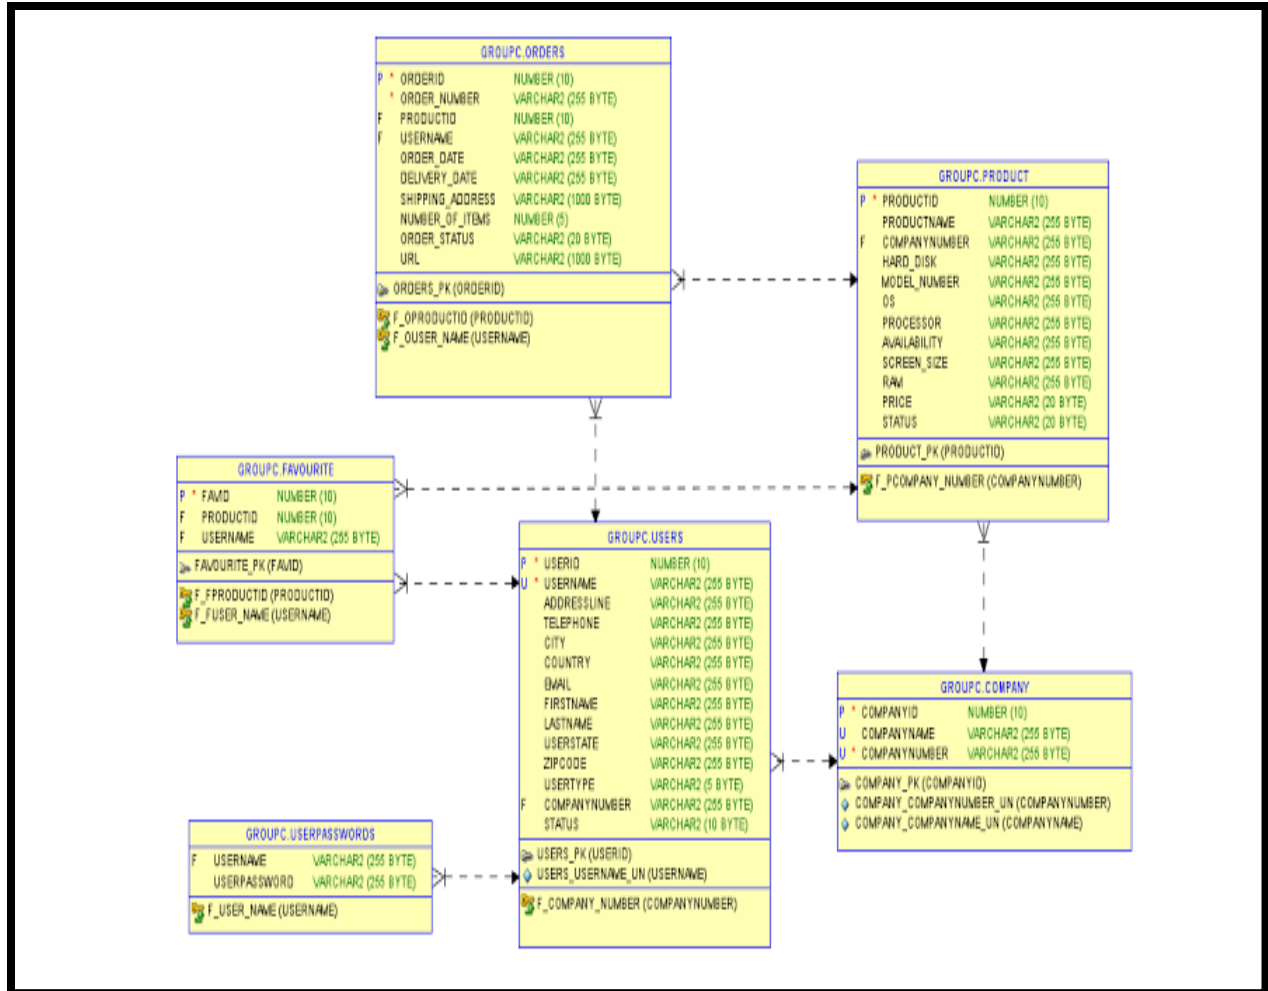 GROUPC.ORDERS
P * ORDERID NUMBER (10)
* ORDER_NUMBER VARCHAR2 (255 BYTE)
F PRODUCTID NUMBER (10)
F USERNAME VARCHAR2 (255 BYTE)
ORDER_DATE VARCHAR2 (255 BYTE)
DELIVERY_DATE VARCHAR2 (255 BYTE)
SHIPPING_ADDRESS VARCHAR2 (1000 BYTE)
NUMBER_OF_ITEMS NUMBER (5)
ORDER_STATUS VARCHAR2 (20 BYTE)
URL VARCHAR2 (1000 BYTE)
ORDERS_PK (ORDERID)
F_OPRODUCTID (PRODUCTID)
F_OUSER_NAME (USERNAME)
GROUPC.PRODUCT
P * PRODUCTID NUMBER (10)
PRODUCTNAME VARCHAR2 (255 BYTE)
F COMPANYNUMBER VARCHAR2 (255 BYTE)
HARD_DISK VARCHAR2 (255 BYTE)
MODEL_NUMBER VARCHAR2 (255 BYTE)
OS VARCHAR2 (255 BYTE)
PROCESSOR VARCHAR2 (255 BYTE)
AVAILABILITY VARCHAR2 (255 BYTE)
SCREEN_SIZE VARCHAR2 (255 BYTE)
RAM VARCHAR2 (255 BYTE)
PRICE VARCHAR2 (20 BYTE)
STATUS VARCHAR2 (20 BYTE)
PRODUCT_PK (PRODUCTID)
F_PCOMPANY_NUMBER (COMPANYNUMBER)
GROUPC.FAVOURITE
P * FAVID NUMBER (10)
F PRODUCTID NUMBER (10)
F USERNAME VARCHAR2 (255 BYTE)
FAVOURITE_PK (FAVID)
F_FPRODUCTID (PRODUCTID)
F_FUSER_NAME (USERNAME)
GROUPC.USERS
P * USERID NUMBER (10)
U * USERNAME VARCHAR2 (255 BYTE)
ADDRESSLINE VARCHAR2 (255 BYTE)
TELEPHONE VARCHAR2 (255 BYTE)
CITY VARCHAR2 (255 BYTE)
COUNTRY VARCHAR2 (255 BYTE)
EMAIL VARCHAR2 (255 BYTE)
FIRSTNAME VARCHAR2 (255 BYTE)
LASTNAME VARCHAR2 (255 BYTE)
USERSTATE VARCHAR2 (255 BYTE)
ZIPCODE VARCHAR2 (255 BYTE)
USERTYPE VARCHAR2 (5 BYTE)
F COMPANYNUMBER VARCHAR2 (255 BYTE)
STATUS VARCHAR2 (10 BYTE)
USERS_PK (USERID)
USERS_USERNAME_UN (USERNAME)
F_COMPANY_NUMBER (COMPANYNUMBER)
GROUPC.COMPANY
P * COMPANYID NUMBER (10)
U COMPANYNAME VARCHAR2 (255 BYTE)
U * COMPANYNUMBER VARCHAR2 (255 BYTE)
COMPANY_PK (COMPANYID)
COMPANY_COMPANYNUMBER_UN (COMPANYNUMBER)
COMPANY_COMPANYNAME_UN (COMPANYNAME)
GROUPC.USERPASSWORDS
F USERNAME VARCHAR2 (255 BYTE)
USERPASSWORD VARCHAR2 (255 BYTE)
F_USER_NAME (USERNAME)